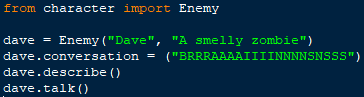 from character import Enemy
dave = Enemy("Dave", "A smelly zombie")
dave.conversation = ("BRRRAAAAIIIINNNNSNSSS")
dave.describe()
dave.talk()